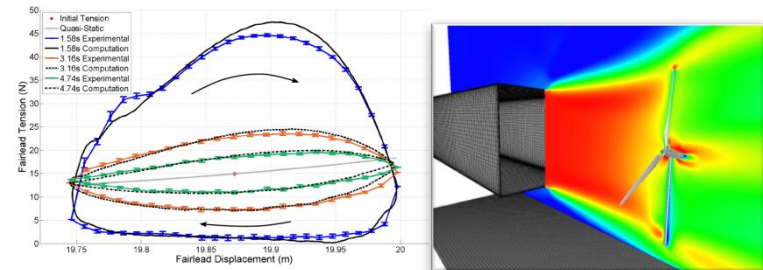 50
45
40
35
30
25
20
15
10
5
0
Fairlead Tension (N)
Initial Tension
Quasi-Static
1.58s Experimental
1.58s Computation
3.16s Experimental
3.16s Computation
4.74s Experimental
4.74s Computation
19.75 19.8 19.85 19.9 19.95 20
Fairlead Displacement (m)